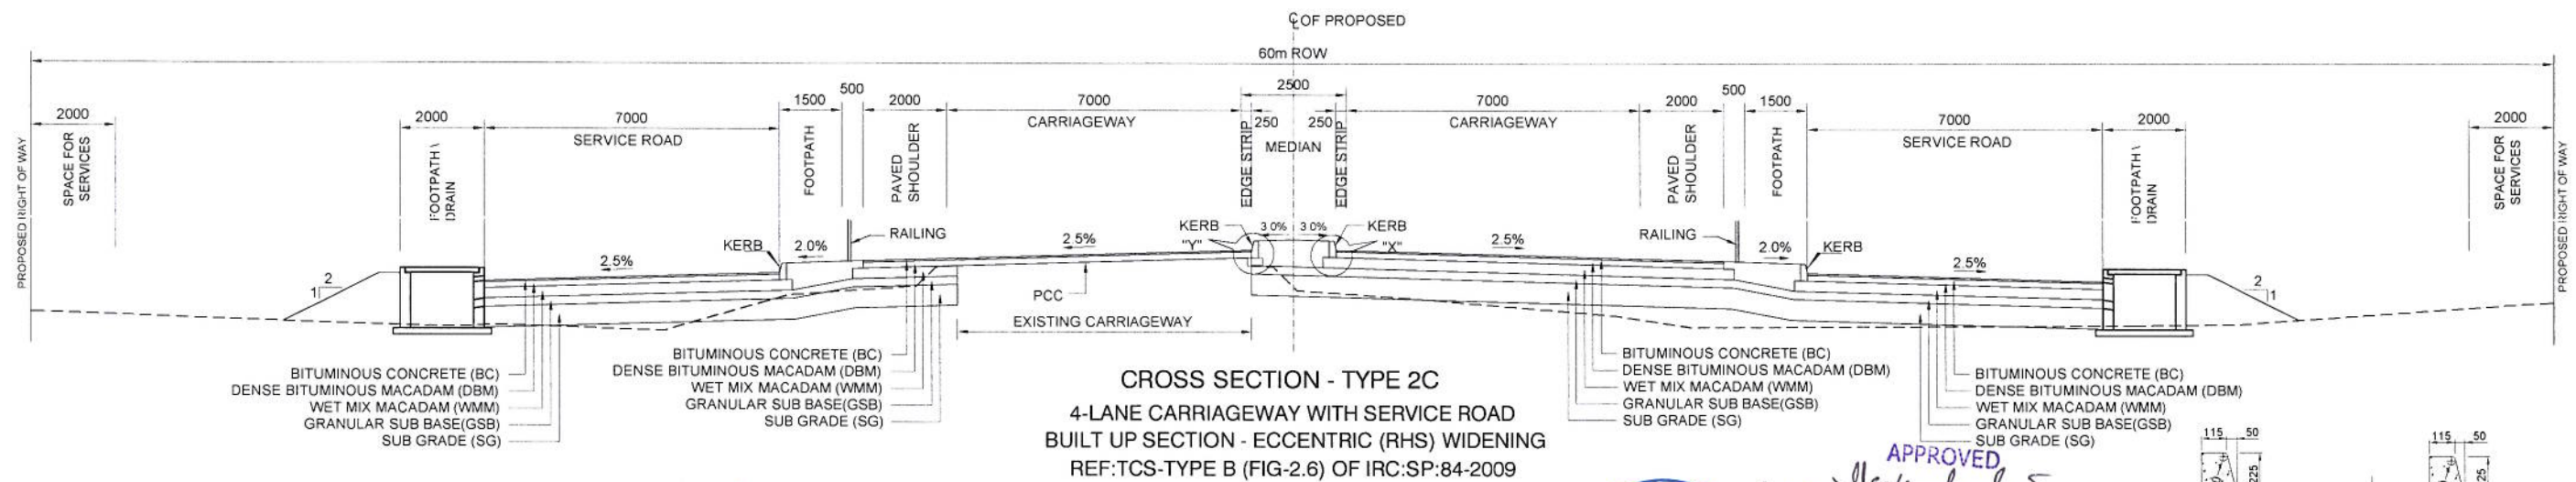 ℄ OF PROPOSED
60m ROW
2500
500
500
1500
2000
7000
7000
2000
1500
2000
2000
7000
SERVICE ROAD
CARRIAGEWAY
250
250
MEDIAN
CARRIAGEWAY
7000
SERVICE ROAD
2000
2000
PROPOSED RIGHT OF WAY
SPACE FOR
SERVICES
FOOTPATH \
DRAIN
FOOTPATH
PAVED
SHOULDER
EDGE STRIP
EDGE STRIP
PAVED
SHOULDER
FOOTPATH
FOOTPATH \
DRAIN
SPACE FOR
SERVICES
PROPOSED RIGHT OF WAY
KERB
2.0%
RAILING
2.5%
KERB
"Y"
3.0%
3.0%
KERB
"X"
2.5%
RAILING
2.0%
KERB
2
1
2.5%
2.5%
2
1
PCC
EXISTING CARRIAGEWAY
BITUMINOUS CONCRETE (BC)
DENSE BITUMINOUS MACADAM (DBM)
WET MIX MACADAM (WMM)
GRANULAR SUB BASE(GSB)
SUB GRADE (SG)
BITUMINOUS CONCRETE (BC)
DENSE BITUMINOUS MACADAM (DBM)
WET MIX MACADAM (WMM)
GRANULAR SUB BASE(GSB)
SUB GRADE (SG)
BITUMINOUS CONCRETE (BC)
DENSE BITUMINOUS MACADAM (DBM)
WET MIX MACADAM (WMM)
GRANULAR SUB BASE(GSB)
SUB GRADE (SG)
BITUMINOUS CONCRETE (BC)
DENSE BITUMINOUS MACADAM (DBM)
WET MIX MACADAM (WMM)
GRANULAR SUB BASE(GSB)
SUB GRADE (SG)
CROSS SECTION - TYPE 2C
4-LANE CARRIAGEWAY WITH SERVICE ROAD
BUILT UP SECTION - ECCENTRIC (RHS) WIDENING
REF:TCS-TYPE B (FIG-2.6) OF IRC:SP:84-2009
APPROVED
115 50
225
115 50